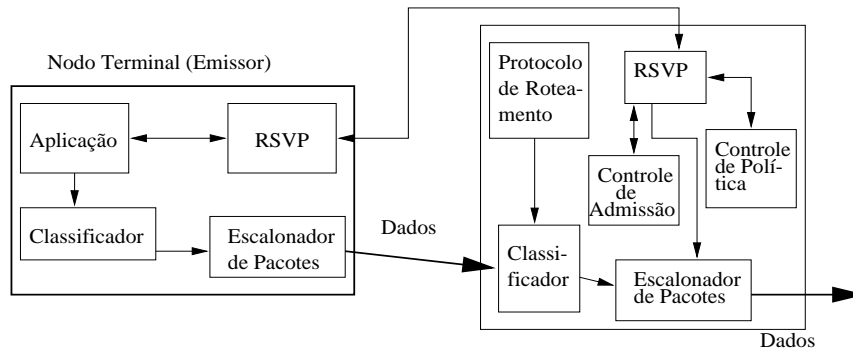 Nodo Terminal (Emissor)
Aplicação
RSVP
Classificador
Escalonador
de Pacotes
Dados
Protocolo
de Rotea-
mento
RSVP
Controle
de
Admissão
Controle
de Polí-
tica
Classi-
ficador
Escalonador
de Pacotes
Dados